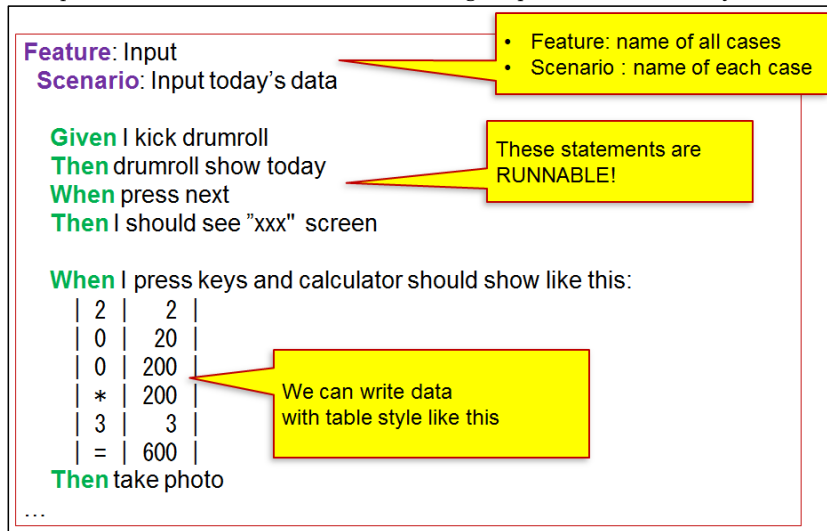 Feature: Input
Scenario: Input today's data
• Feature: name of all cases
• Scenario : name of each case
Given I kick drumroll
Then drumroll show today
When press next
Then I should see ”xxx" screen
These statements are
RUNNABLE!
When I press keys and calculator should show like this:
| 2 | 2 |
| 0 | 20 |
| 0 | 200 |
| * | 200 |
| 3 | 3 |
| = | 600 |
We can write data
with table style like this
Then take photo
...